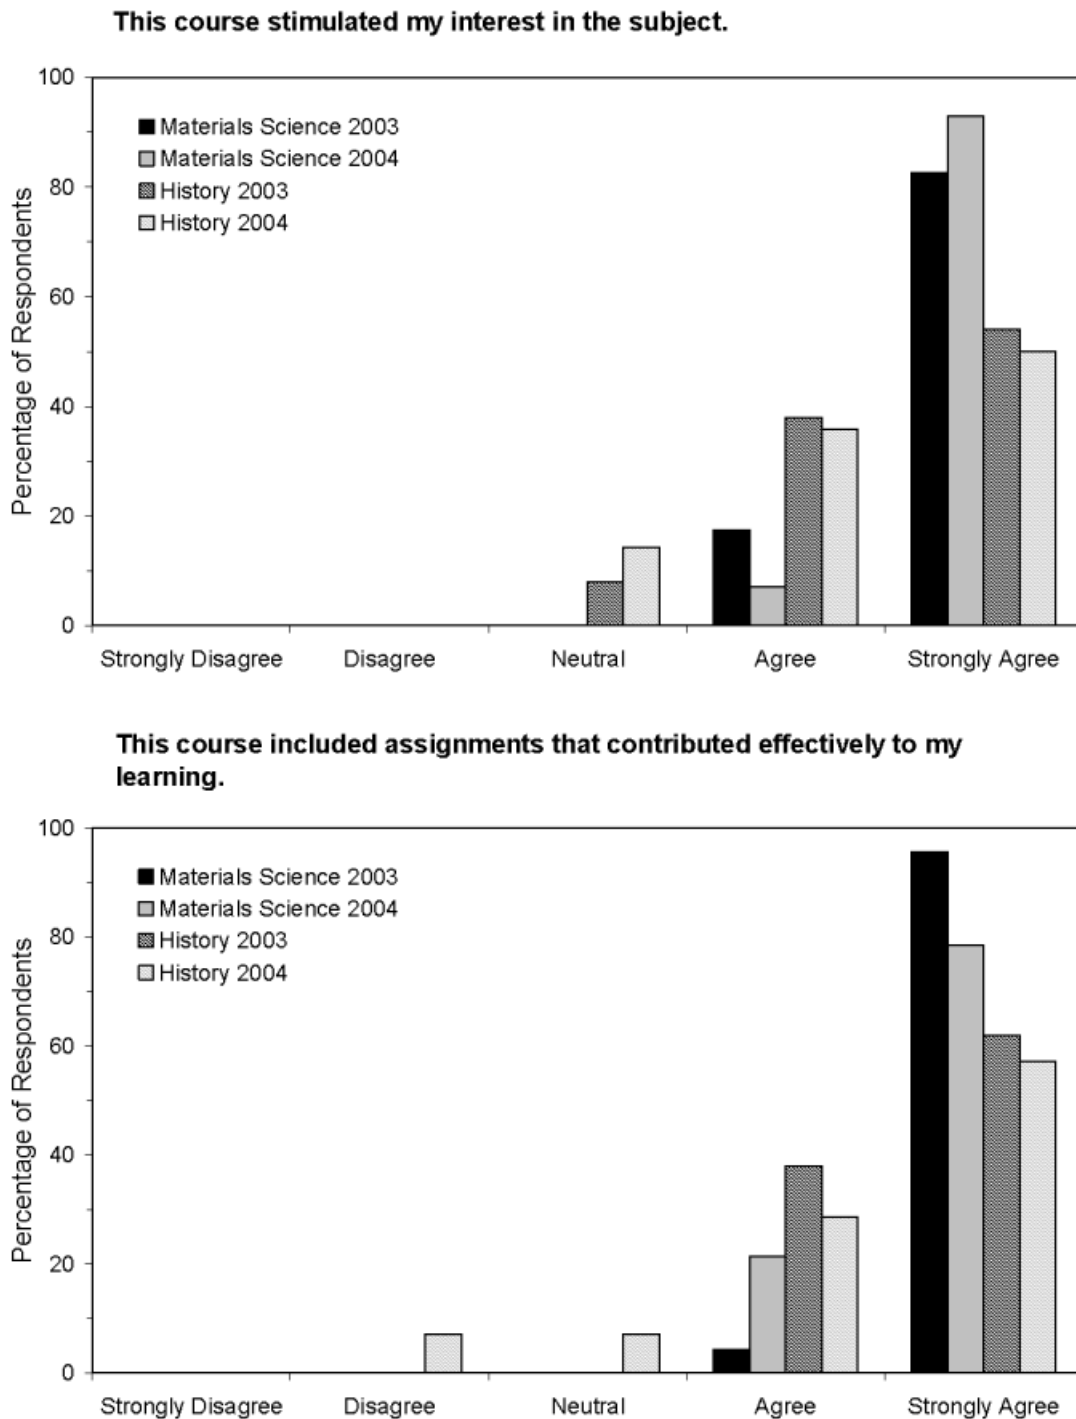 This course stimulated my interest in the subject.
100
80
60
40
20
0
Percentage of Respondents
Materials Science 2003
Materials Science 2004
History 2003
History 2004
Strongly Disagree Disagree Neutral Agree Strongly Agree
This course included assignments that contributed effectively to my
learning.
100
80
60
40
20
0
Percentage of Respondents
Materials Science 2003
Materials Science 2004
History 2003
History 2004
Strongly Disagree Disagree Neutral Agree Strongly Agree